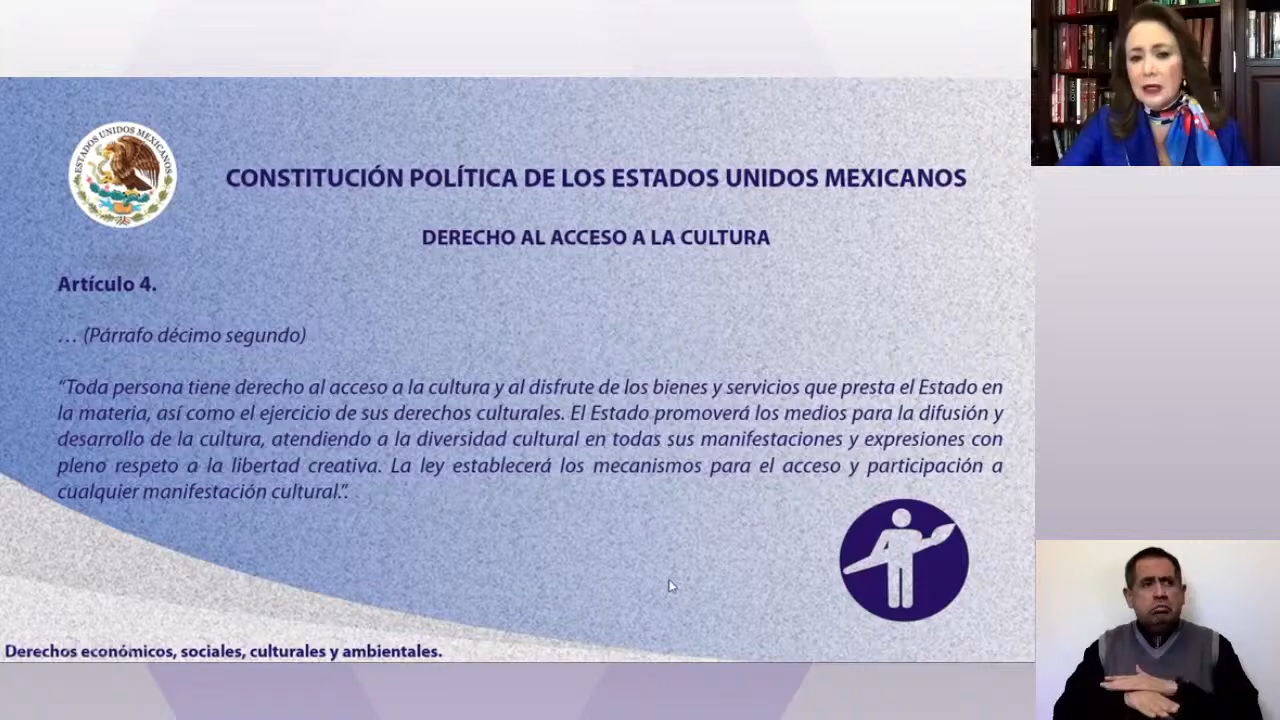 ESTADOS UNIDOS MEXICANOS
CONSTITUCIÓN POLÍTICA DE LOS ESTADOS UNIDOS MEXICANOS
DERECHO AL ACCESO A LA CULTURA
Artículo 4.
… (Párrafo décimo segundo)
“Toda persona tiene derecho al acceso a la cultura y al disfrute de los bienes y servicios que presta el Estado en
la materia, así como el ejercicio de sus derechos culturales. El Estado promoverá los medios para la difusión y
desarrollo de la cultura, atendiendo a la diversidad cultural en todas sus manifestaciones y expresiones con
pleno respeto a la libertad creativa. La ley establecerá los mecanismos para el acceso y participación a
cualquier manifestación cultural.”.
Derechos económicos, sociales, culturales y ambientales.